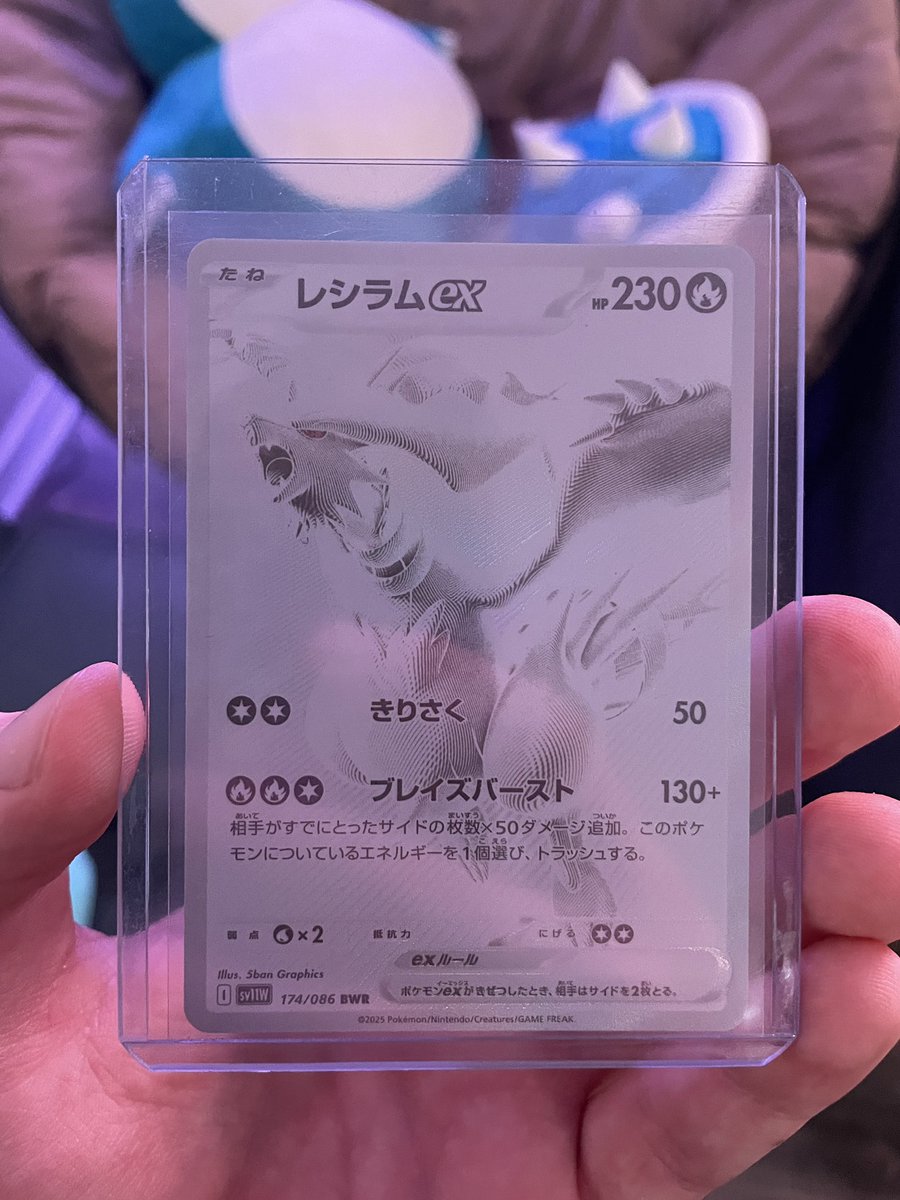 たね レシラムex HP230
きりさく 50
ブレイズバースト 130+
相手がすでにとったサイドの枚数×50ダメージ追加。このポケ
モンについているエネルギーを1個選び、トラッシュする。
弱点 ×2 抵抗力 にげる
exルール
ポケモンexがきぜつしたとき、相手はサイドを2枚とる。
Illus. 5ban Graphics
I sv11W 174/086 BWR
©2025 Pokémon/Nintendo/Creatures/GAME FREAK.